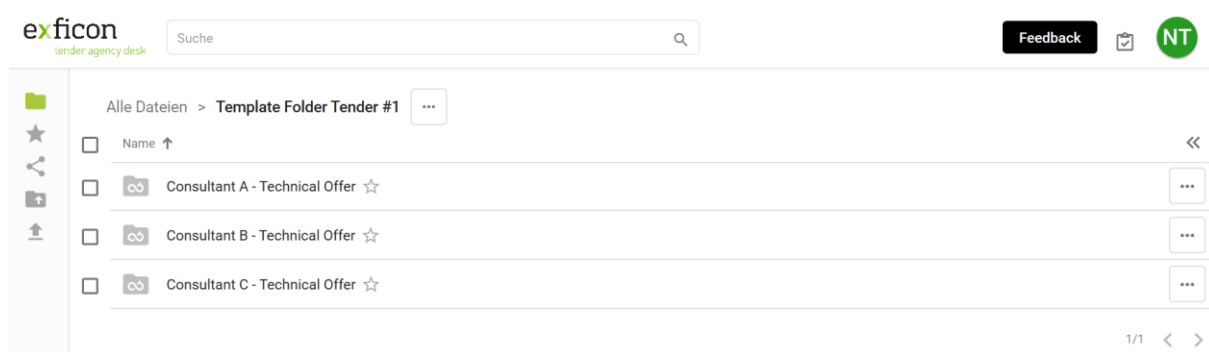 exficon
tender agency desk
Suche
Feedback
NT
Alle Dateien > Template Folder Tender #1 ...
Name ↑
Consultant A - Technical Offer
Consultant B - Technical Offer
Consultant C - Technical Offer
1/1